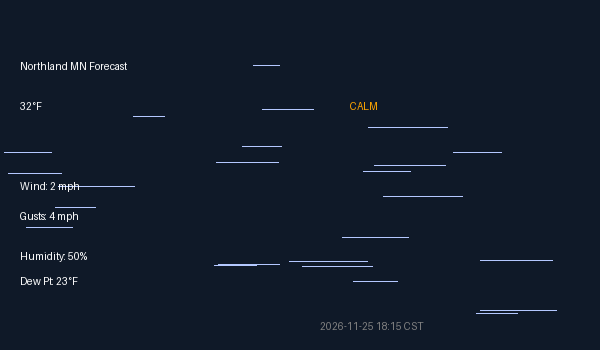 Northland MN Forecast
32°F
CALM
Wind: 2 mph
Gusts: 4 mph
Humidity: 50%
Dew Pt: 23°F
2026-11-25 18:15 CST